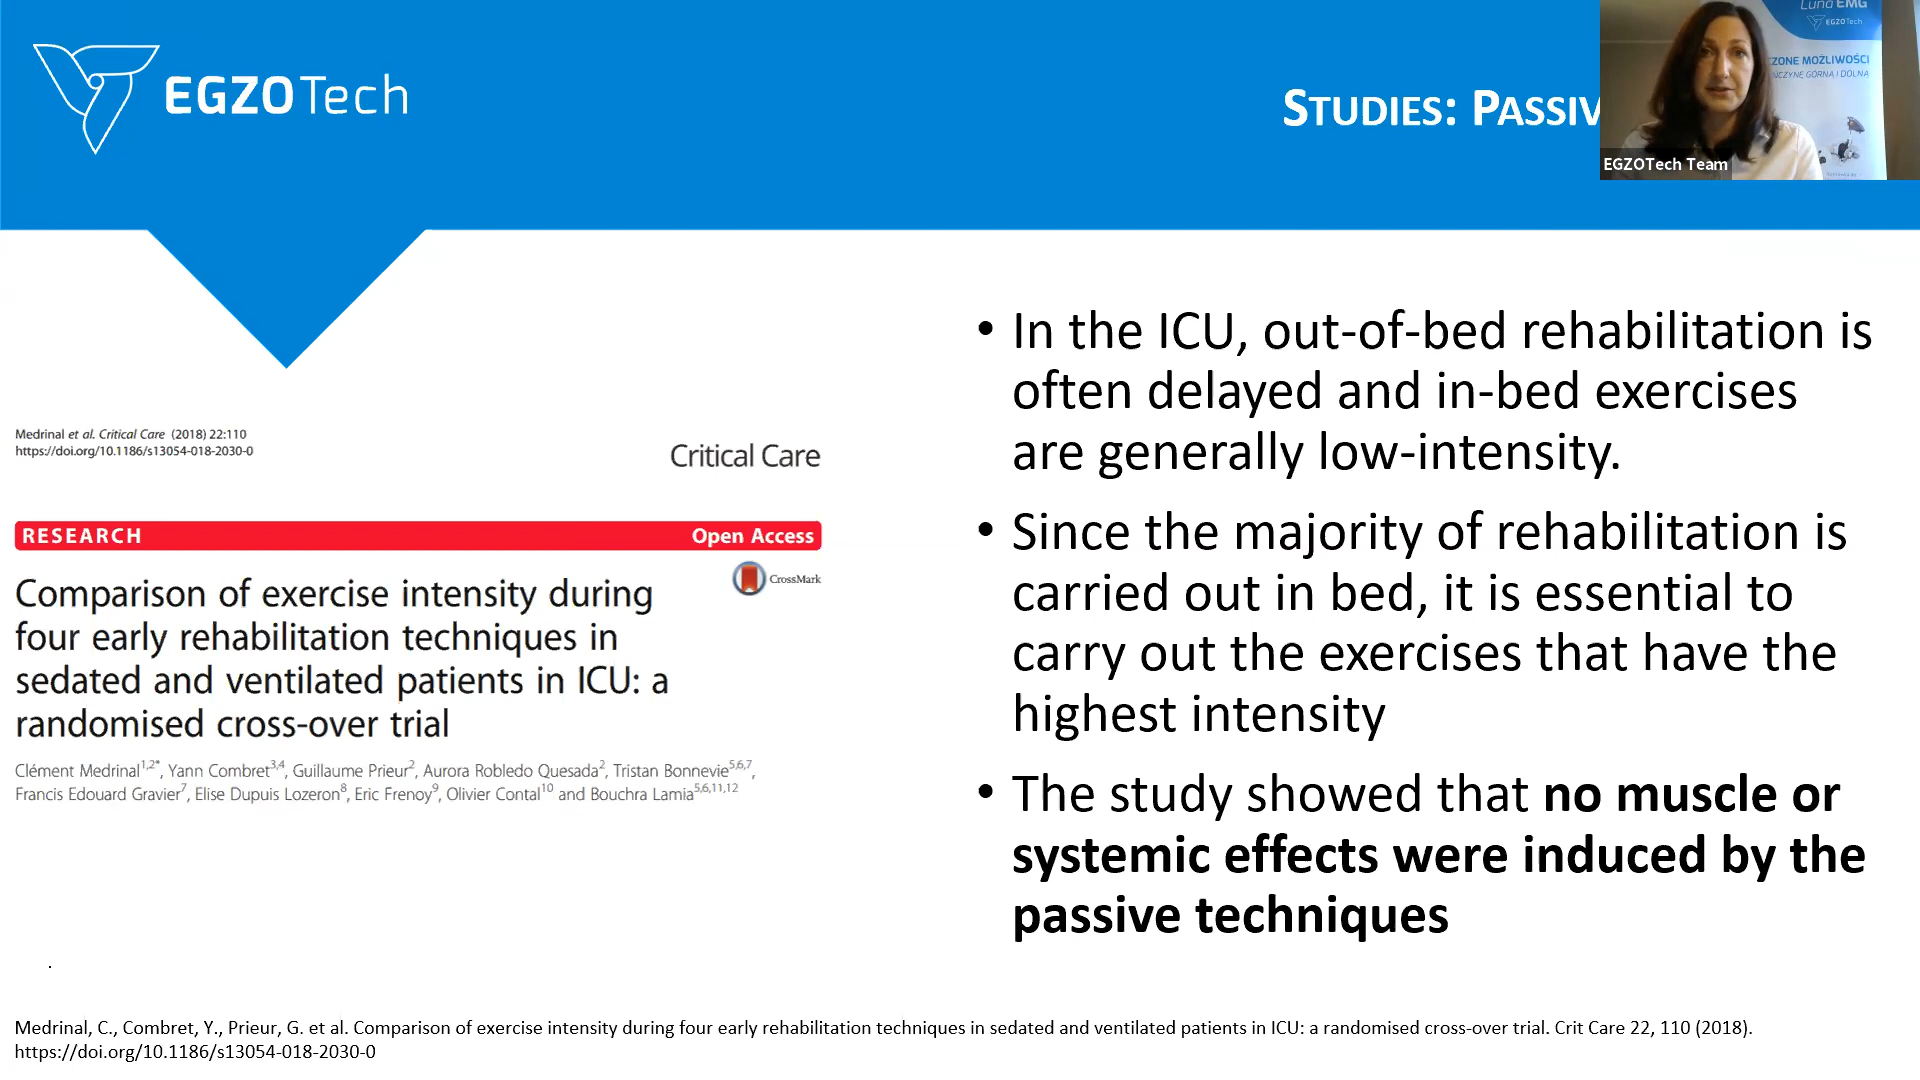 EGZOTech
STUDIES: PASSIV
Luna EMG
EGZOTech
ZONE MOŻLIWOŚCI
ŃCZYNĘ GÓRNĄ I DOLNĄ
EGZOTech Team
Medrinal et al. Critical Care (2018) 22:110
https://doi.org/10.1186/s13054-018-2030-0
Critical Care
RESEARCH Open Access
CrossMark
Comparison of exercise intensity during
four early rehabilitation techniques in
sedated and ventilated patients in ICU: a
randomised cross-over trial
Clément Medrinal1,2*, Yann Combret3,4, Guillaume Prieur2, Aurora Robledo Quesada2, Tristan Bonnevie5,6,7,
Francis Edouard Gravier7, Elise Dupuis Lozeron8, Eric Frenoy9, Olivier Contal10 and Bouchra Lamia5,6,11,12
• In the ICU, out-of-bed rehabilitation is
often delayed and in-bed exercises
are generally low-intensity.
• Since the majority of rehabilitation is
carried out in bed, it is essential to
carry out the exercises that have the
highest intensity
• The study showed that no muscle or
systemic effects were induced by the
passive techniques
.
Medrinal, C., Combret, Y., Prieur, G. et al. Comparison of exercise intensity during four early rehabilitation techniques in sedated and ventilated patients in ICU: a randomised cross-over trial. Crit Care 22, 110 (2018).
https://doi.org/10.1186/s13054-018-2030-0